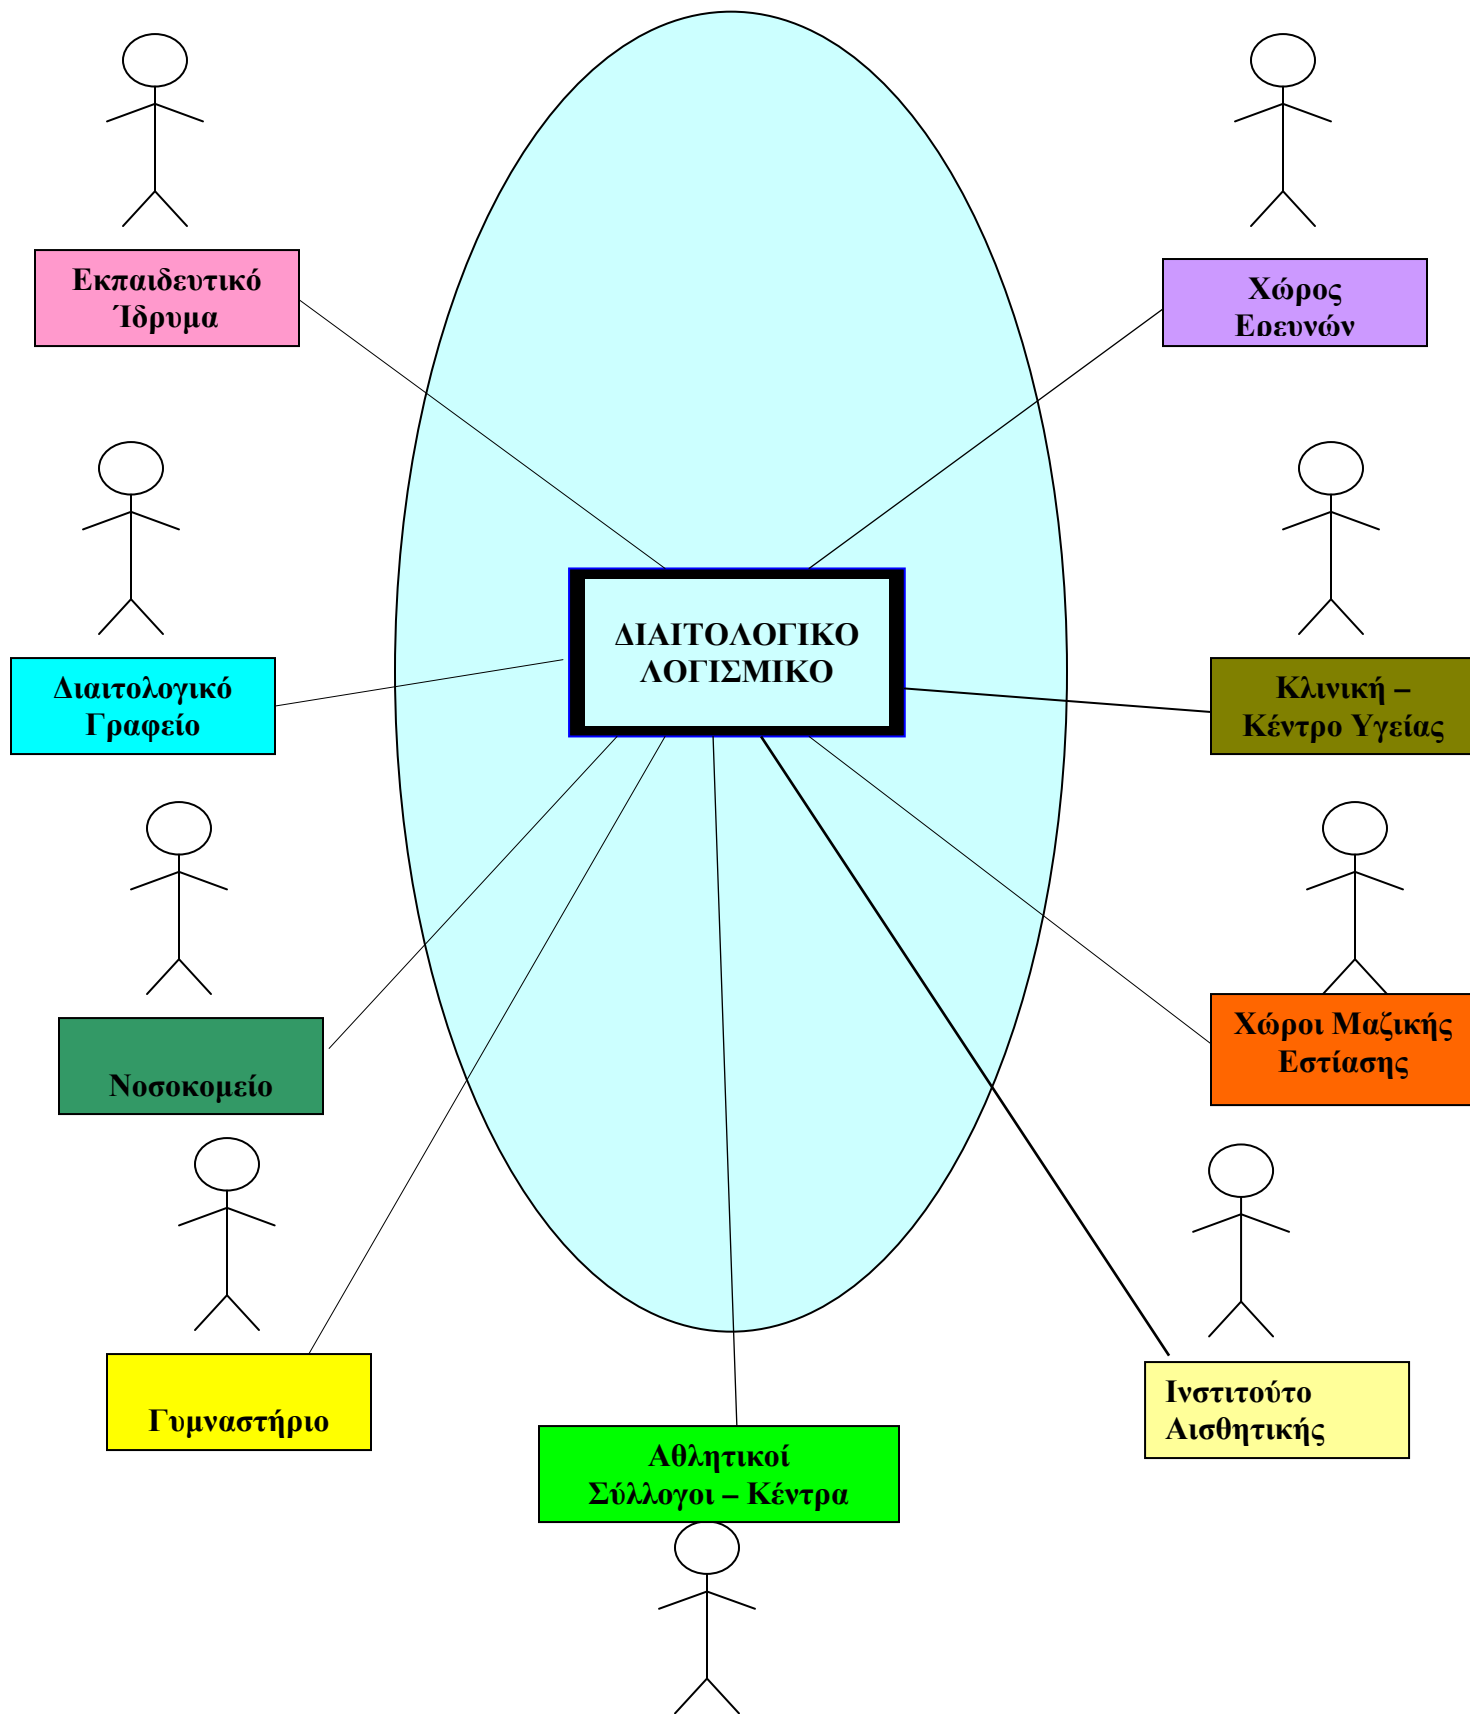 Εκπαιδευτικό
Ίδρυμα
Χώρος
Ερευνών
ΔΙΑΙΤΟΛΟΓΙΚΟ
ΛΟΓΙΣΜΙΚΟ
Διαιτολογικό
Γραφείο
Κλινική –
Κέντρο Υγείας
Νοσοκομείο
Χώροι Μαζικής
Εστίασης
Γυμναστήριο
Ινστιτούτο
Αισθητικής
Αθλητικοί
Σύλλογοι – Κέντρα